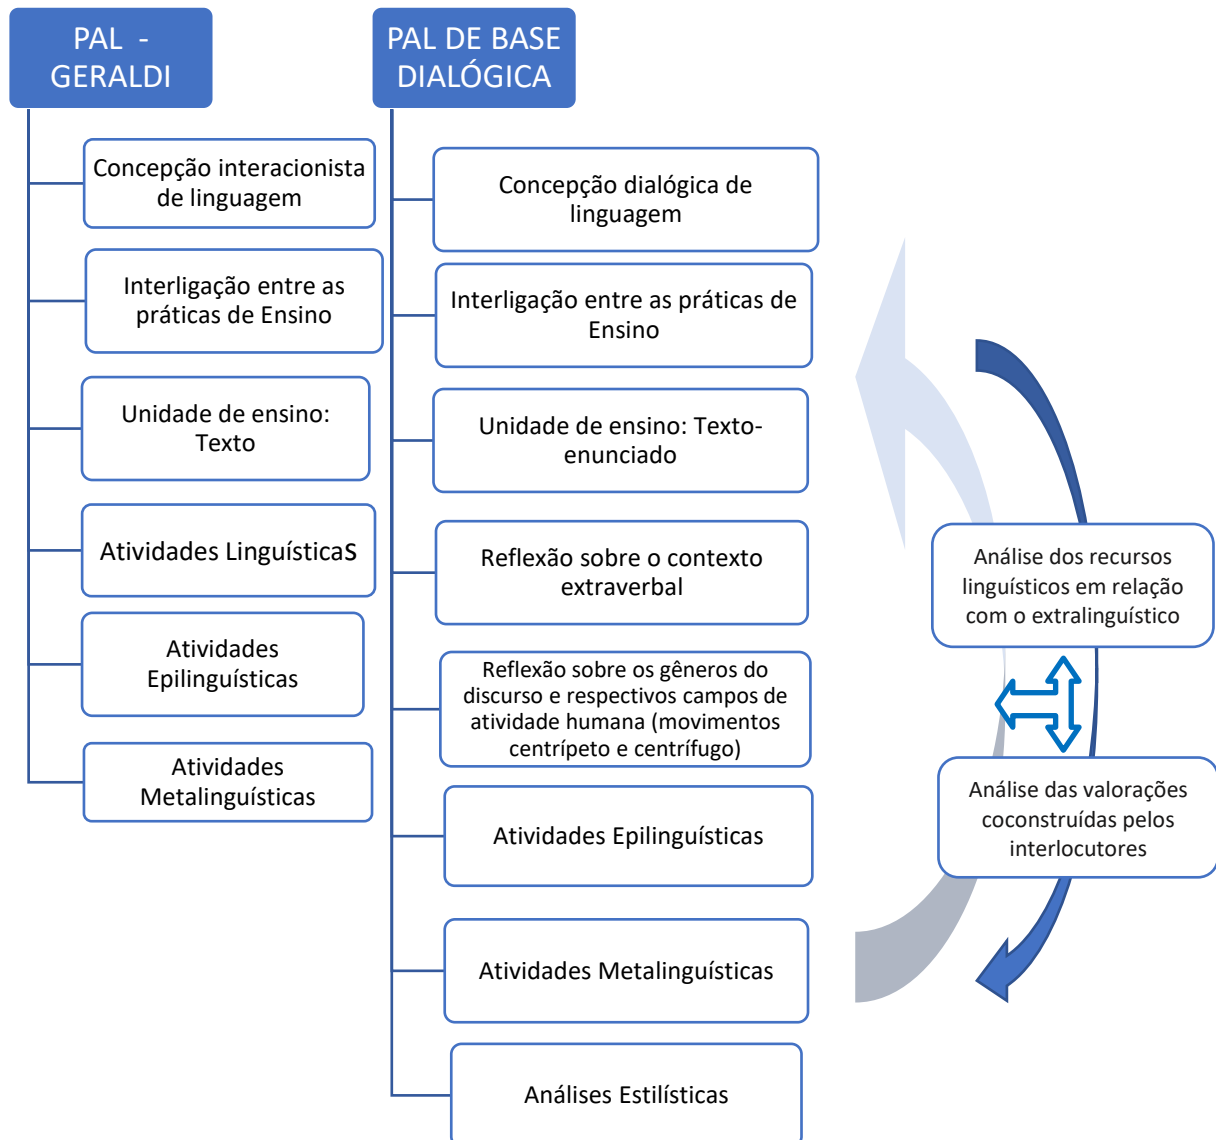 PAL -
GERALDI
Concepção interacionista
de linguagem
Interligação entre as
práticas de Ensino
Unidade de ensino:
Texto
Atividades Linguísticas
Atividades
Epilinguísticas
Atividades
Metalinguísticas
PAL DE BASE
DIALÓGICA
Concepção dialógica de
linguagem
Interligação entre as práticas de
Ensino
Unidade de ensino: Texto-
enunciado
Reflexão sobre o contexto
extraverbal
Reflexão sobre os gêneros do
discurso e respectivos campos de
atividade humana (movimentos
centrípeto e centrífugo)
Atividades Epilinguísticas
Atividades Metalinguísticas
Análises Estilísticas
Análise dos recursos
linguísticos em relação
com o extralinguístico
Análise das valorações
coconstruídas pelos
interlocutores